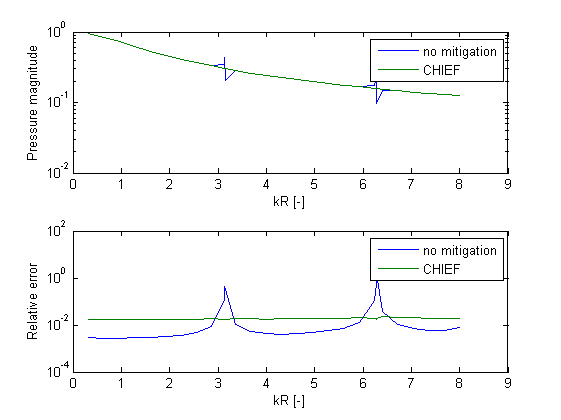 10^0
10^-1
10^-2
Pressure magnitude
no mitigation
CHIEF
0 1 2 3 4 5 6 7 8 9
kR [-]
10^2
10^0
10^-2
10^-4
Relative error
no mitigation
CHIEF
0 1 2 3 4 5 6 7 8 9
kR [-]